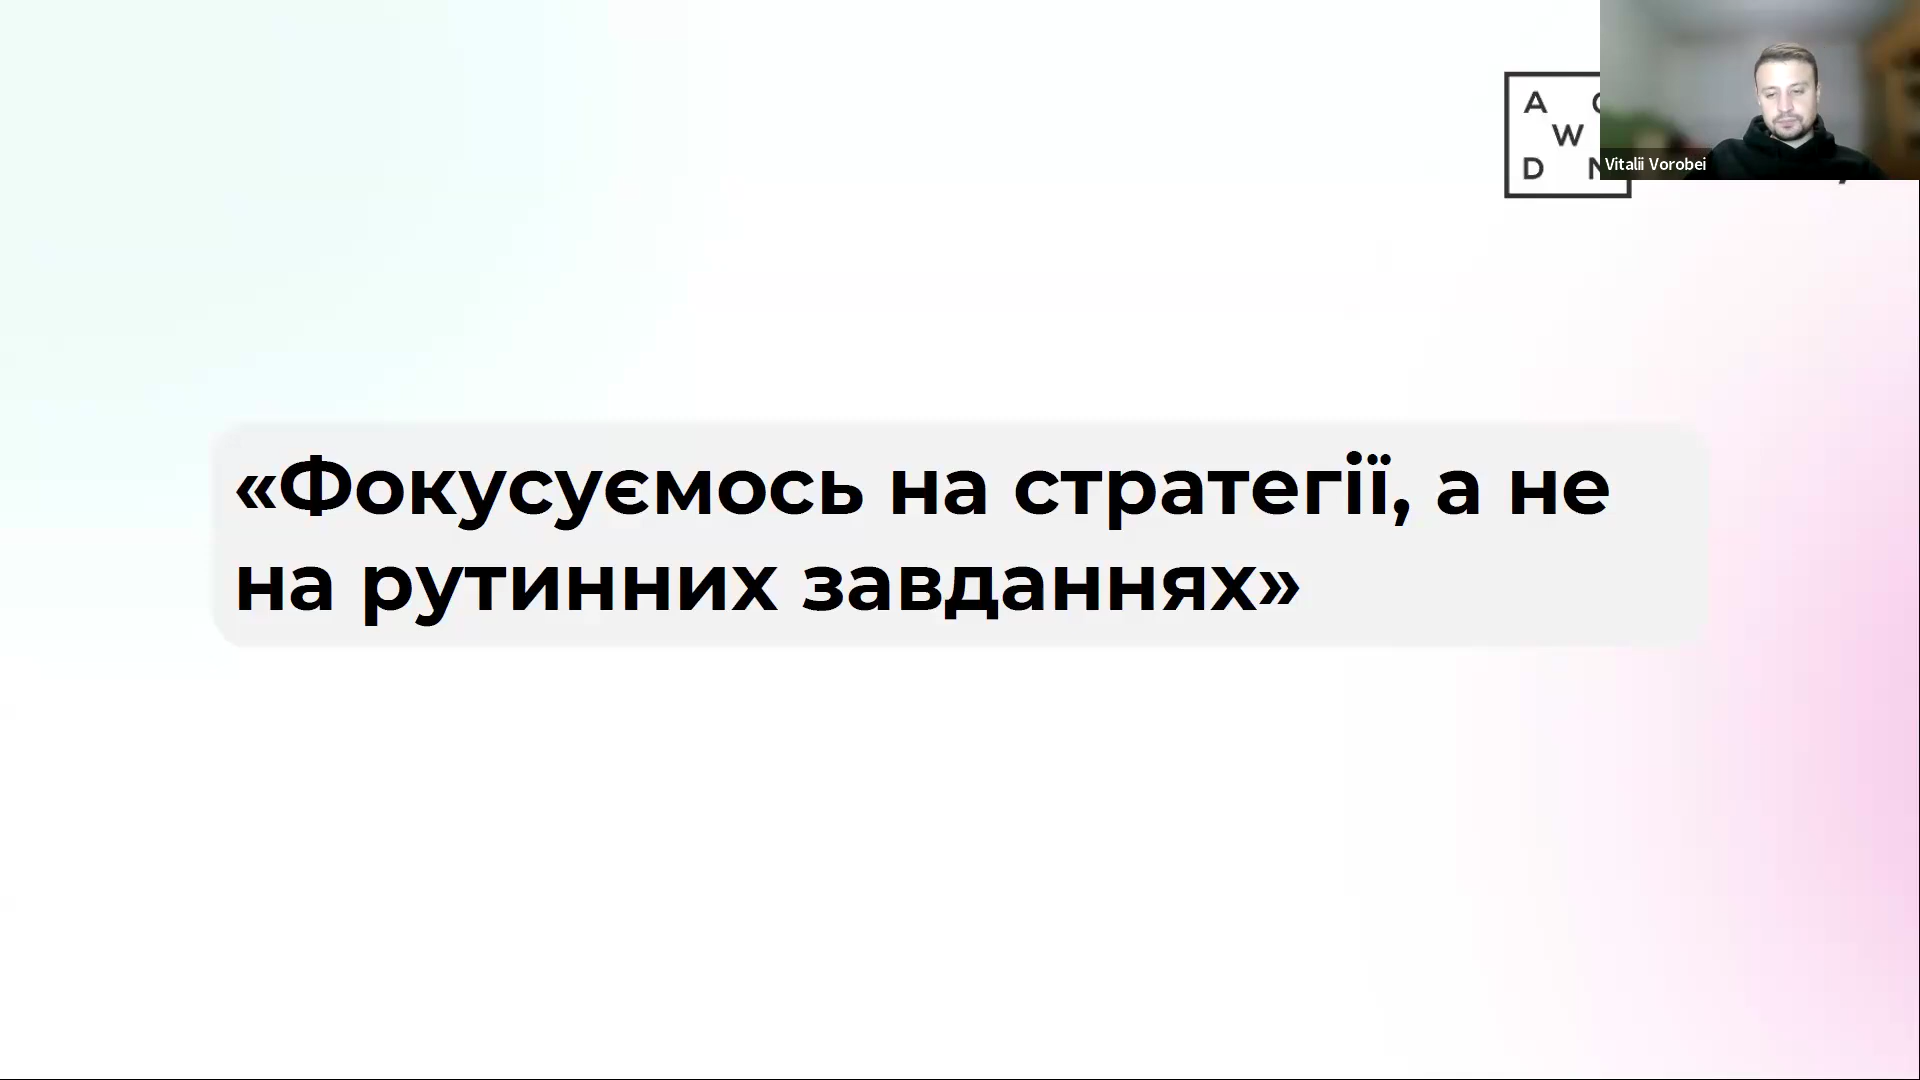 A
W
D
Vitalii Vorobei
«Фокусуємось на стратегії, а не
на рутинних завданнях»